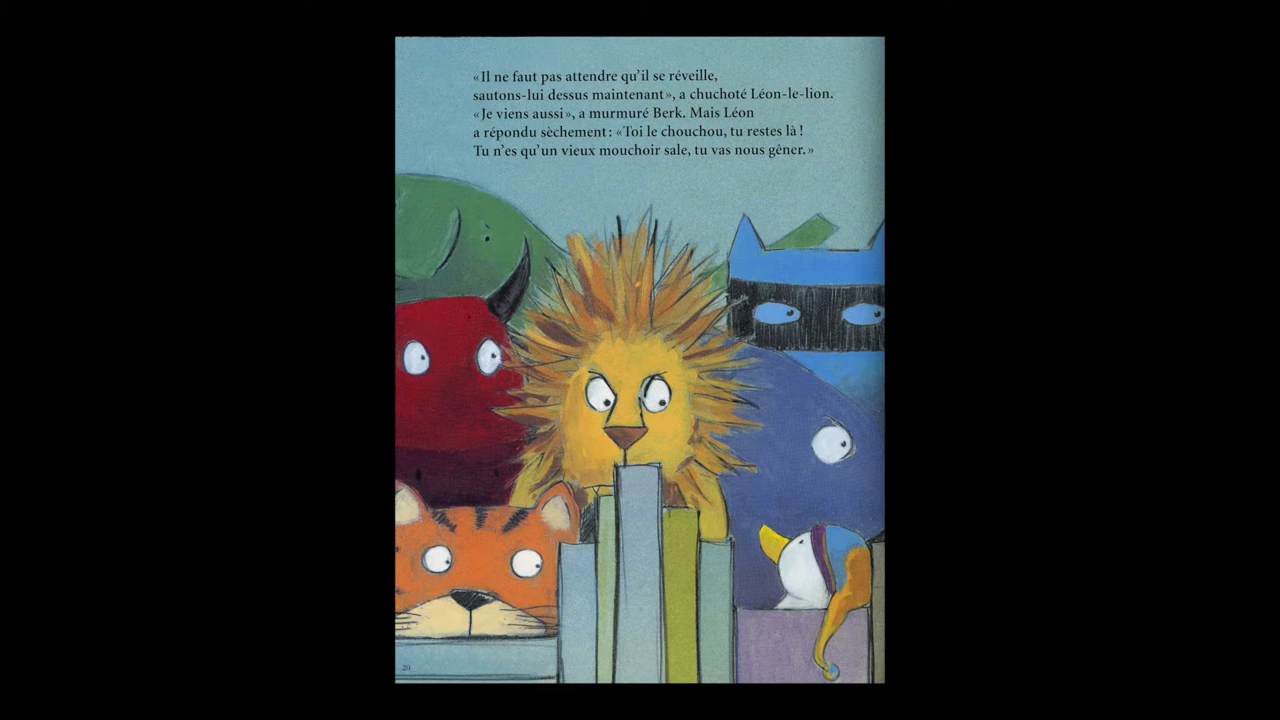 «Il ne faut pas attendre qu'il se réveille,
sautons-lui dessus maintenant», a chuchoté Léon-le-lion.
«Je viens aussi», a murmuré Berk. Mais Léon
a répondu sèchement: «Toi le chouchou, tu restes là!
Tu n'es qu'un vieux mouchoir sale, tu vas nous gêner.»
20